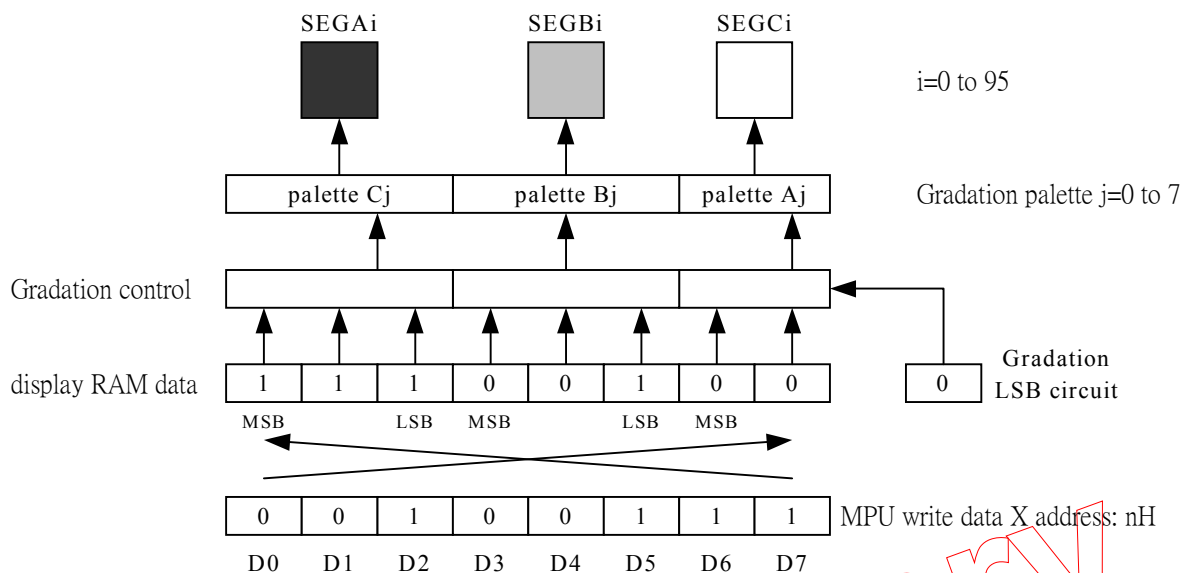 SEGAi SEGBi SEGCi
i=0 to 95
palette Cj palette Bj palette Aj
Gradation palette j=0 to 7
Gradation control
Gradation
LSB circuit
display RAM data 1 1 1 0 0 1 0 0 0
MSB LSB MSB LSB MSB
0 0 1 0 0 1 1 1 MPU write data X address: nH
D0 D1 D2 D3 D4 D5 D6 D7